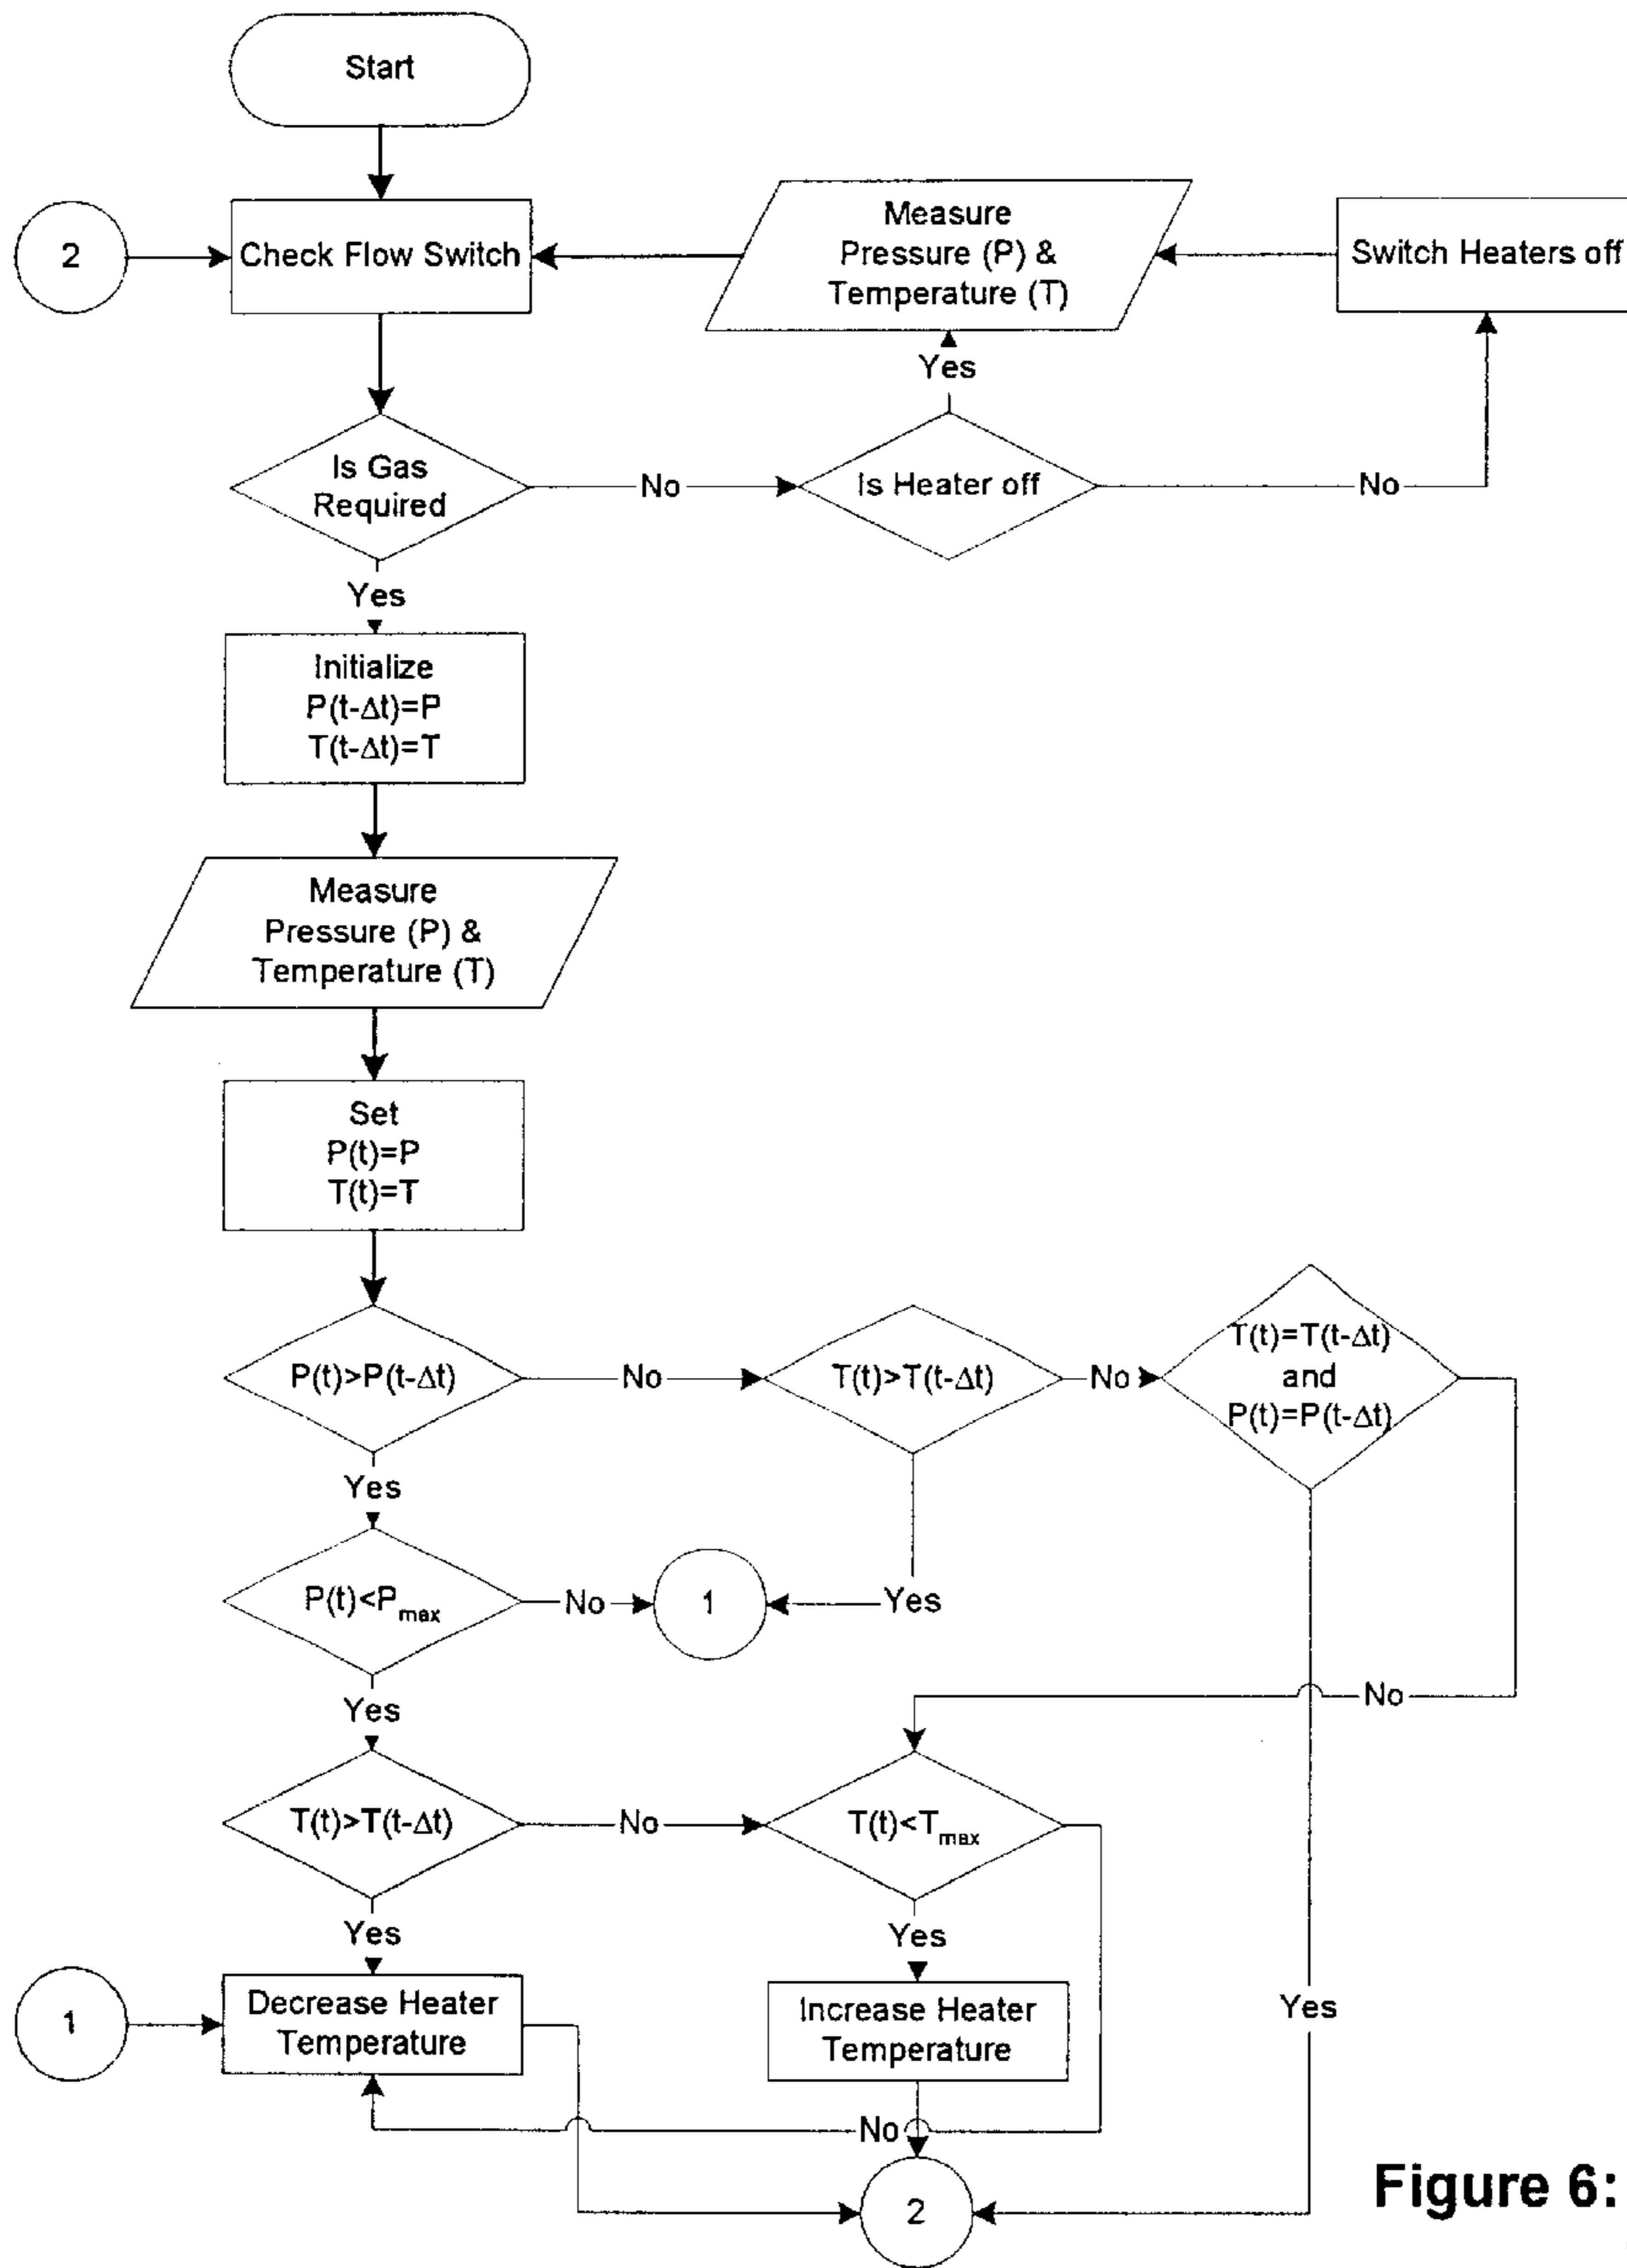 Start
2
Check Flow Switch
Measure
Pressure (P) &
Temperature (T)
Switch Heaters off
Yes
Is Gas
Required
No
Is Heater off
No
Yes
Initialize
P(t-Δt)=P
T(t-Δt)=T
Measure
Pressure (P) &
Temperature (T)
Set
P(t)=P
T(t)=T
P(t)>P(t-Δt)
No
T(t)>T(t-Δt)
No
T(t)=T(t-Δt)
and
P(t)=P(t-Δt)
Yes
P(t)<Pmax
No
1
Yes
Yes
No
T(t)>T(t-Δt)
No
T(t)<Tmax
Yes
Yes
1
Decrease Heater
Temperature
Increase Heater
Temperature
Yes
No
2
Figure 6: